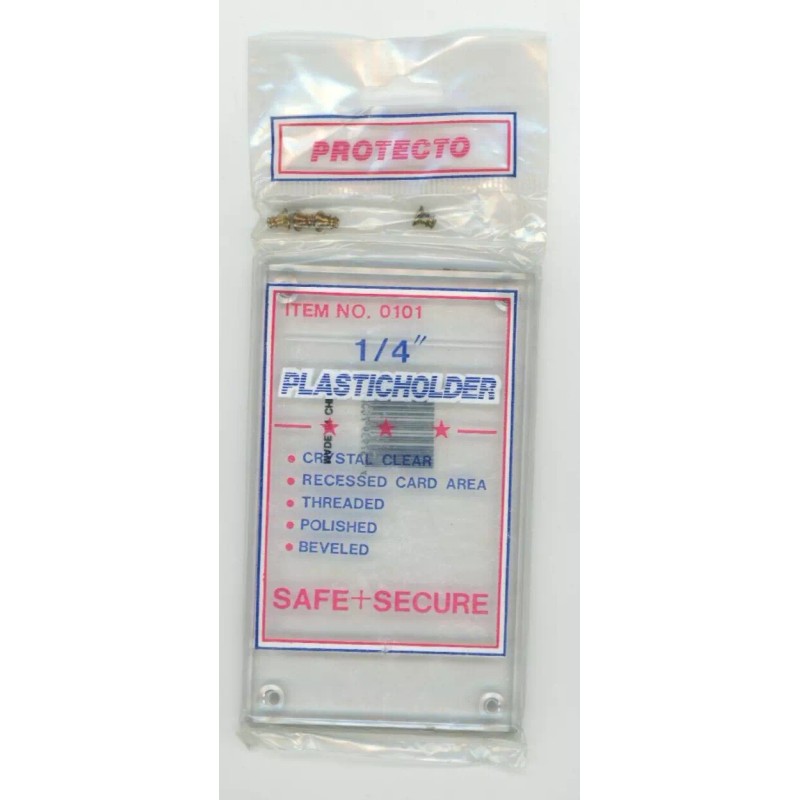 PROTECTO
ITEM NO. 0101
1/4"
PLASTICHOLDER
• CRYSTAL CLEAR
• RECESSED CARD AREA
• THREADED
• POLISHED
• BEVELED
SAFE+SECURE